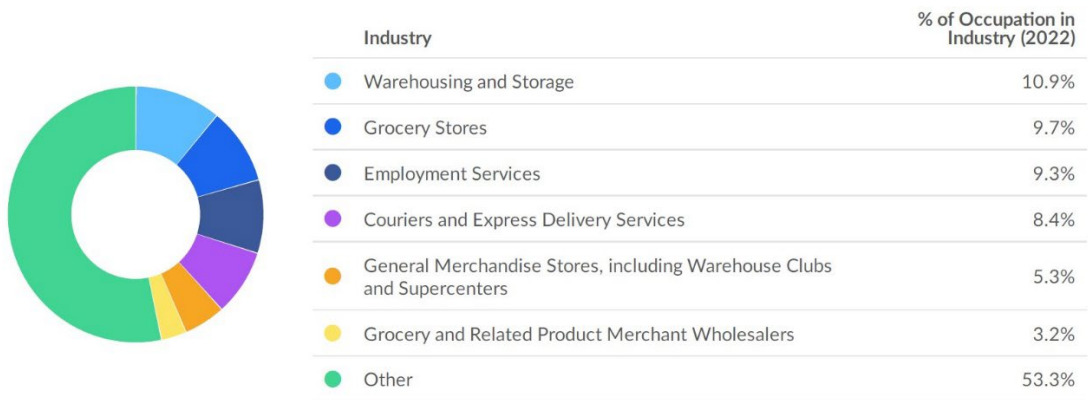 Industry
% of Occupation in
Industry (2022)
Warehousing and Storage
10.9%
Grocery Stores
9.7%
Employment Services
9.3%
Couriers and Express Delivery Services
8.4%
General Merchandise Stores, including Warehouse Clubs
and Supercenters
5.3%
Grocery and Related Product Merchant Wholesalers
3.2%
Other
53.3%